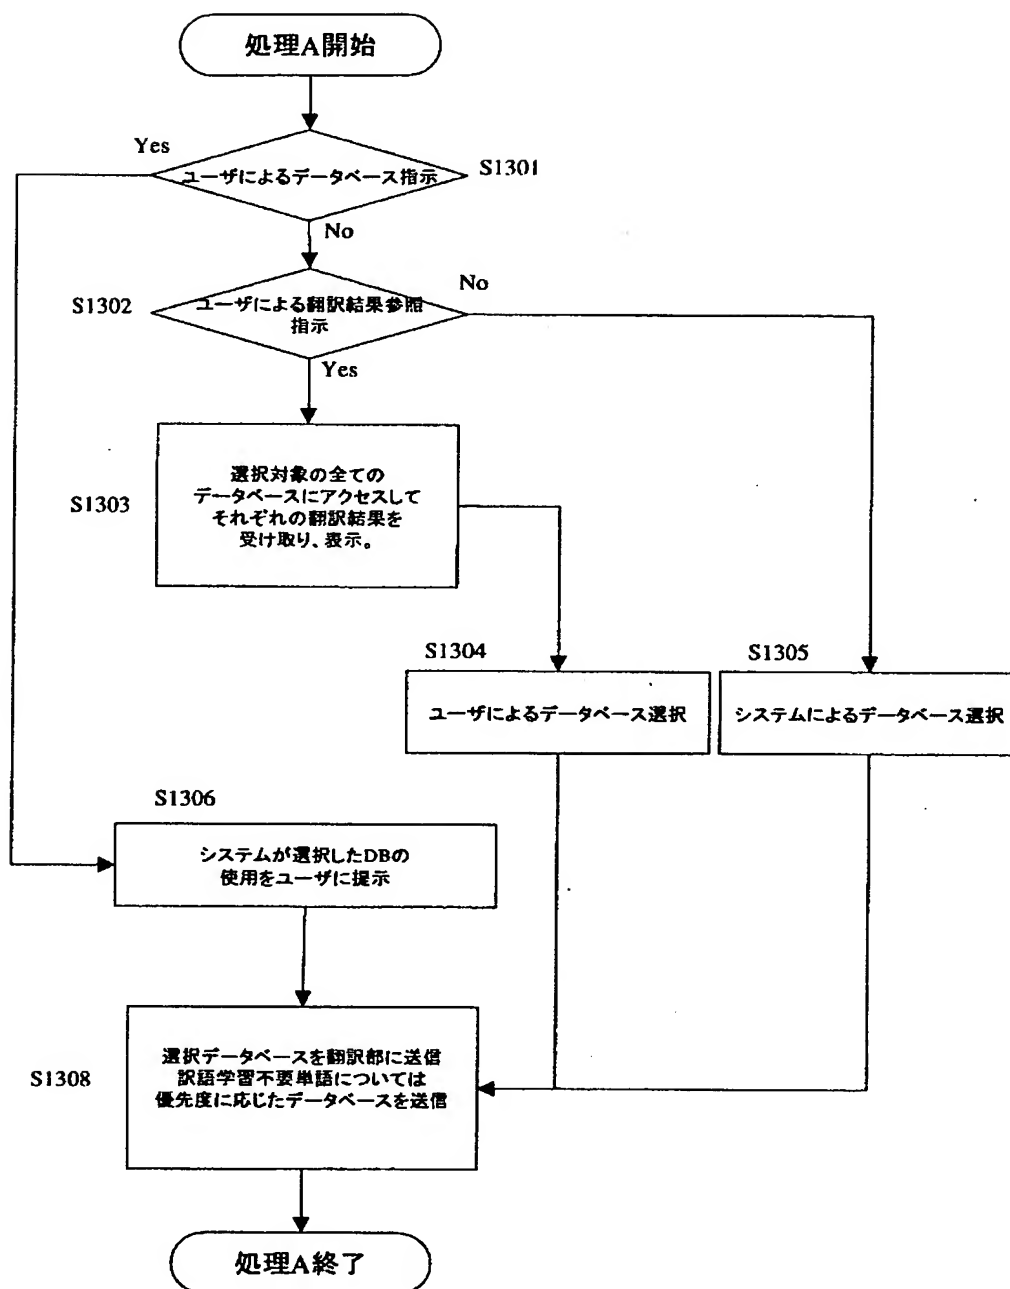 処理A開始
Yes
ユーザによるデータベース指示
S1301
No
S1302
ユーザによる翻訳結果参照
指示
No
Yes
S1303
選択対象の全ての
データベースにアクセスして
それぞれの翻訳結果を
受け取り、表示。
S1304
S1305
ユーザによるデータベース選択
システムによるデータベース選択
S1306
システムが選択したDBの
使用をユーザに提示
S1308
選択データベースを翻訳部に送信
訳語学習不要単語については
優先度に応じたデータベースを送信
処理A終了